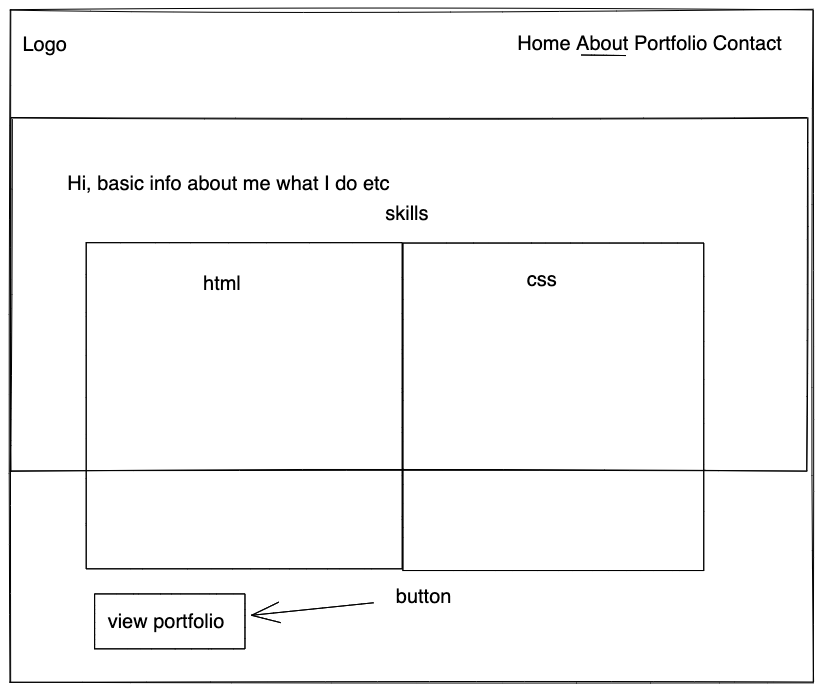 Logo
Home About Portfolio Contact
Hi, basic info about me what I do etc
skills
html
css
button
view portfolio